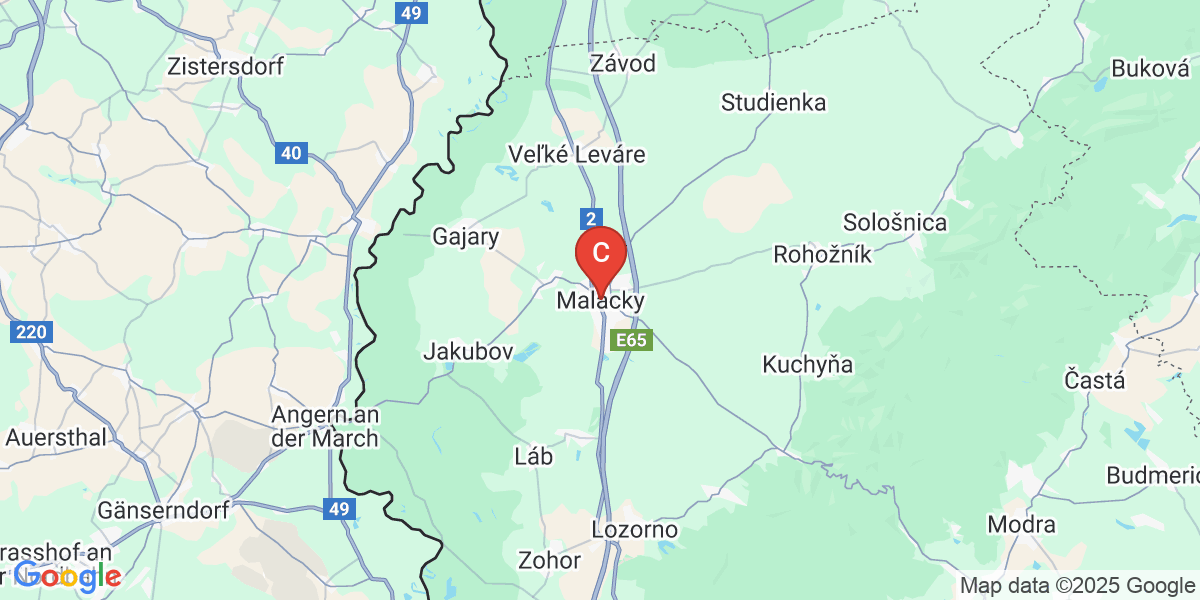 49
Zistersdorf
Závod
Buková
Studienka
40
Veľké Leváre
2
Sološnica
Gajary
Rohožník
C
Malacky
220
E65
Jakubov
Kuchyňa
Častá
Angern an
der March
Auersthal
Láb
Budmeric
Gänserndorf
49
Modra
Lozorno
rasshof an
Zohor
Google
Map data ©2025 Google